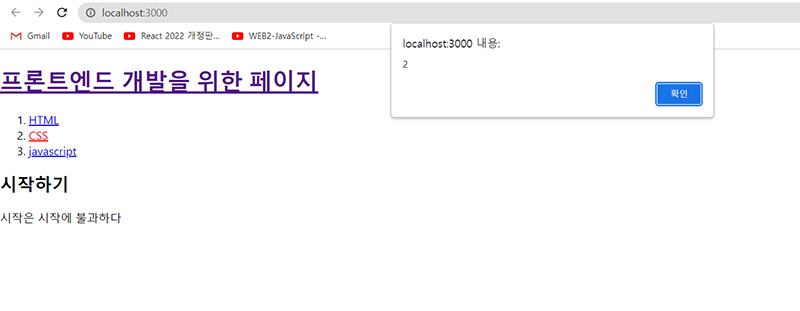 localhost:3000
Gmail YouTube React 2022 개정판... WEB2-JavaScript -...
localhost:3000 내용:
2
확인
프론트엔드 개발을 위한 페이지
1. HTML
2. CSS
3. javascript
시작하기
시작은 시작에 불과하다